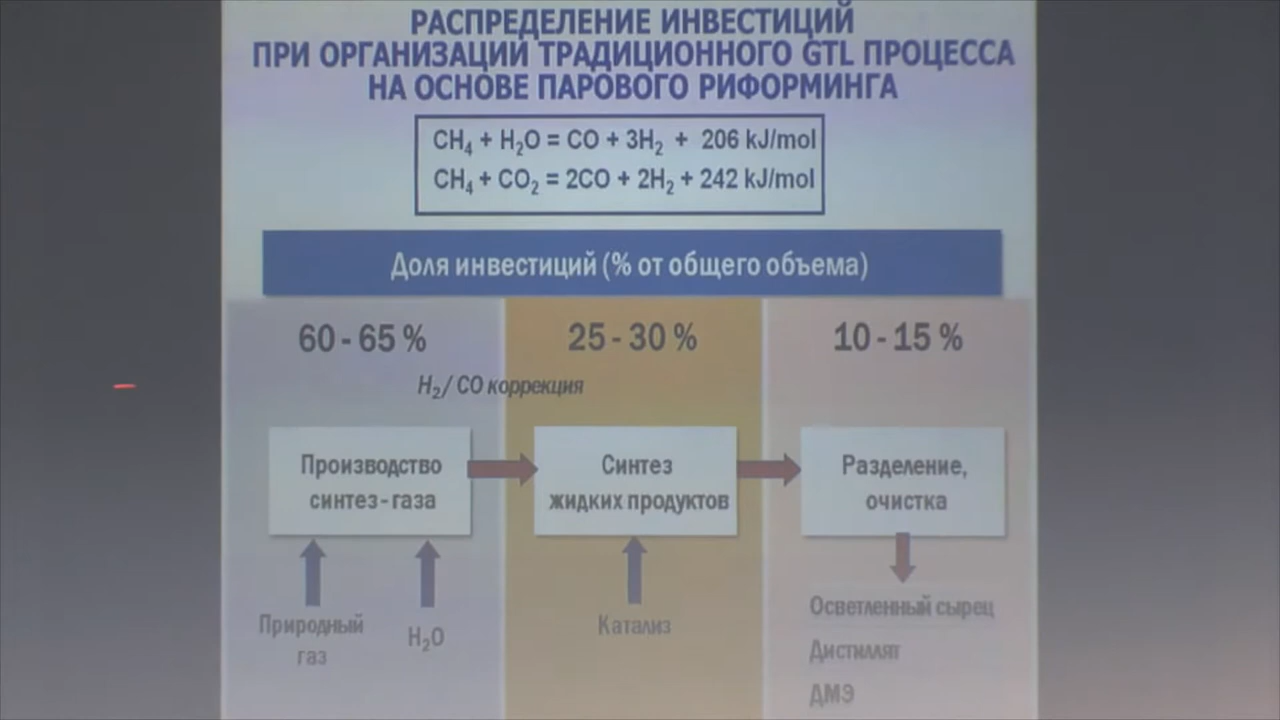 РАСПРЕДЕЛЕНИЕ ИНВЕСТИЦИЙ
ПРИ ОРГАНИЗАЦИИ ТРАДИЦИОННОГО GTL ПРОЦЕССА
НА ОСНОВЕ ПАРОВОГО РИФОРМИНГА
CH₄ + H₂O = CO + 3H₂ + 206 kJ/mol
CH₄ + CO₂ = 2CO + 2H₂ + 242 kJ/mol
Доля инвестиций (% от общего объема)
60 - 65 %
25 - 30 %
10 - 15 %
H₂/ CO коррекция
Производство
синтез-газа
Синтез
жидких продуктов
Разделение,
очистка
Природный
газ
H₂O
Катализ
Осветленный сырец
Дистиллят
ДМЭ